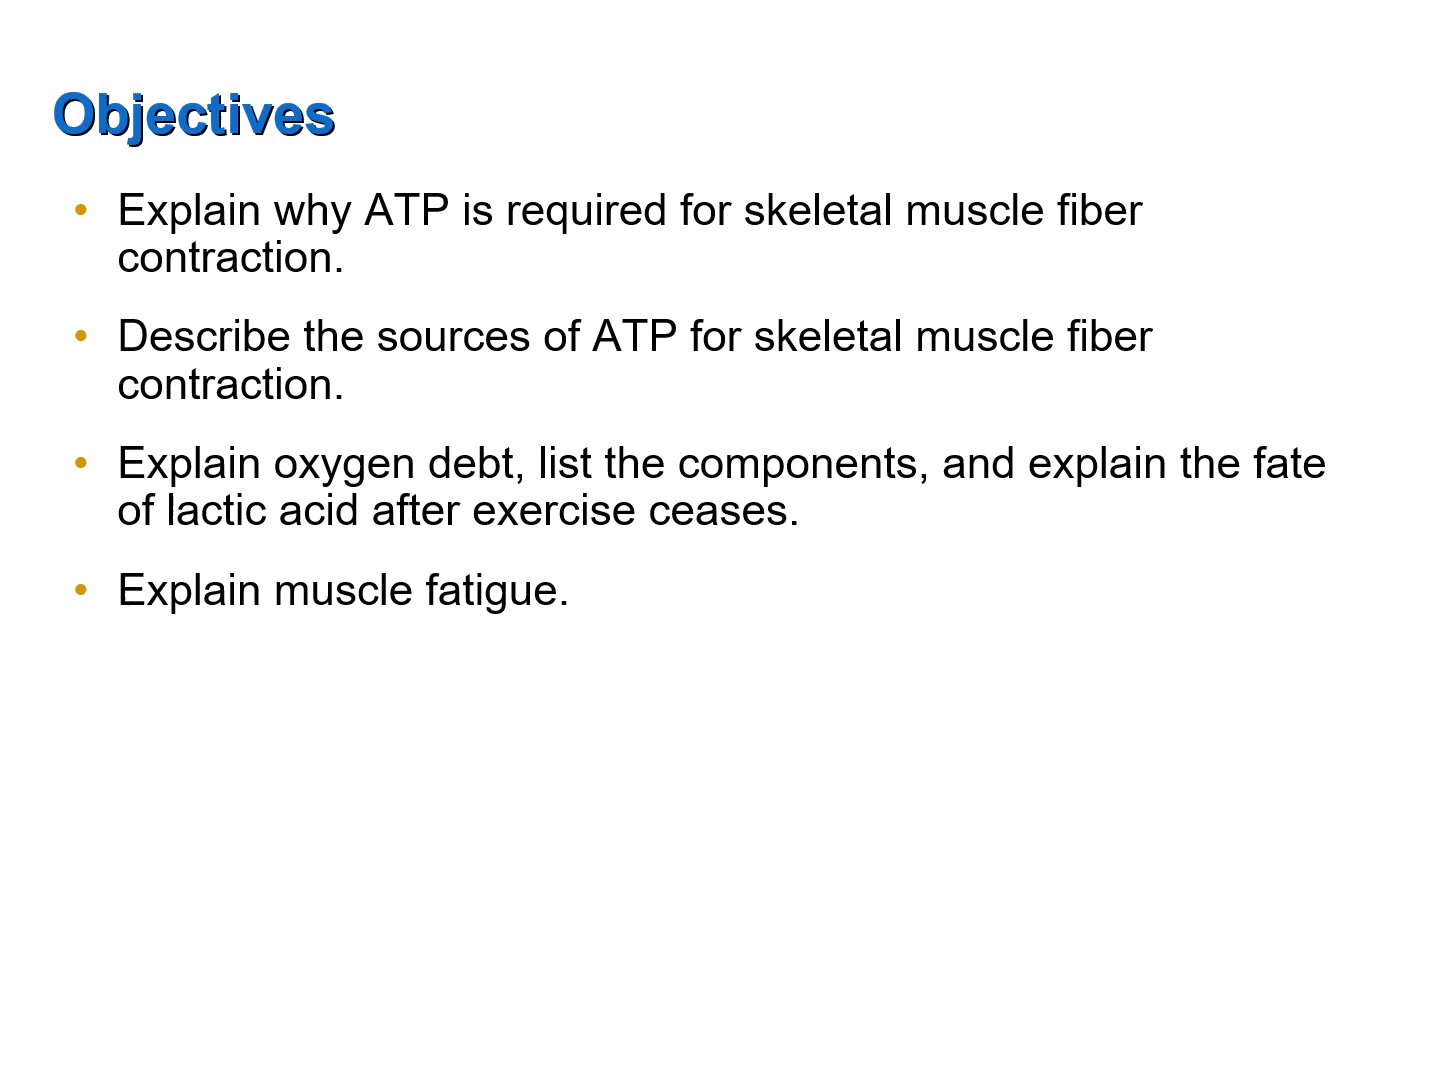 Objectives
• Explain why ATP is required for skeletal muscle fiber
contraction.
• Describe the sources of ATP for skeletal muscle fiber
contraction.
• Explain oxygen debt, list the components, and explain the fate
of lactic acid after exercise ceases.
• Explain muscle fatigue.